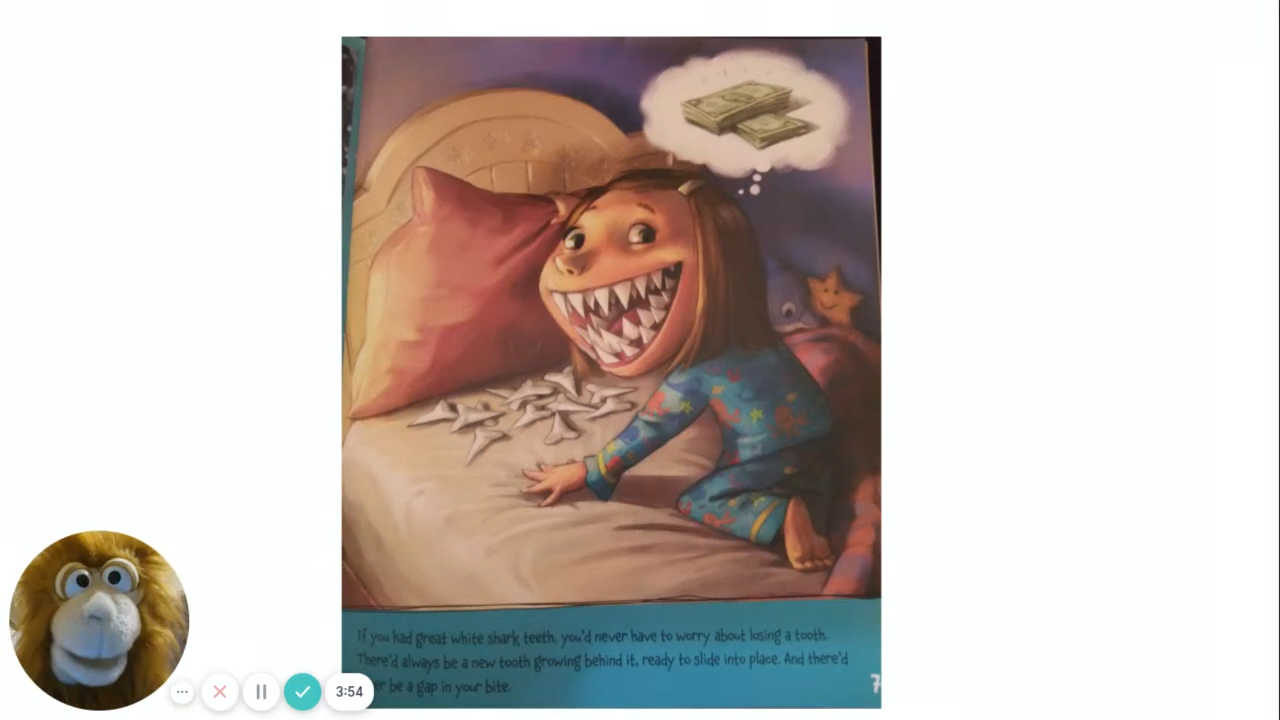 If you had great white shark teeth, you'd never have to worry about losing a tooth.
There'd always be a new tooth growing behind it, ready to slide into place. And there'd
be a gap in your bite.
3:54